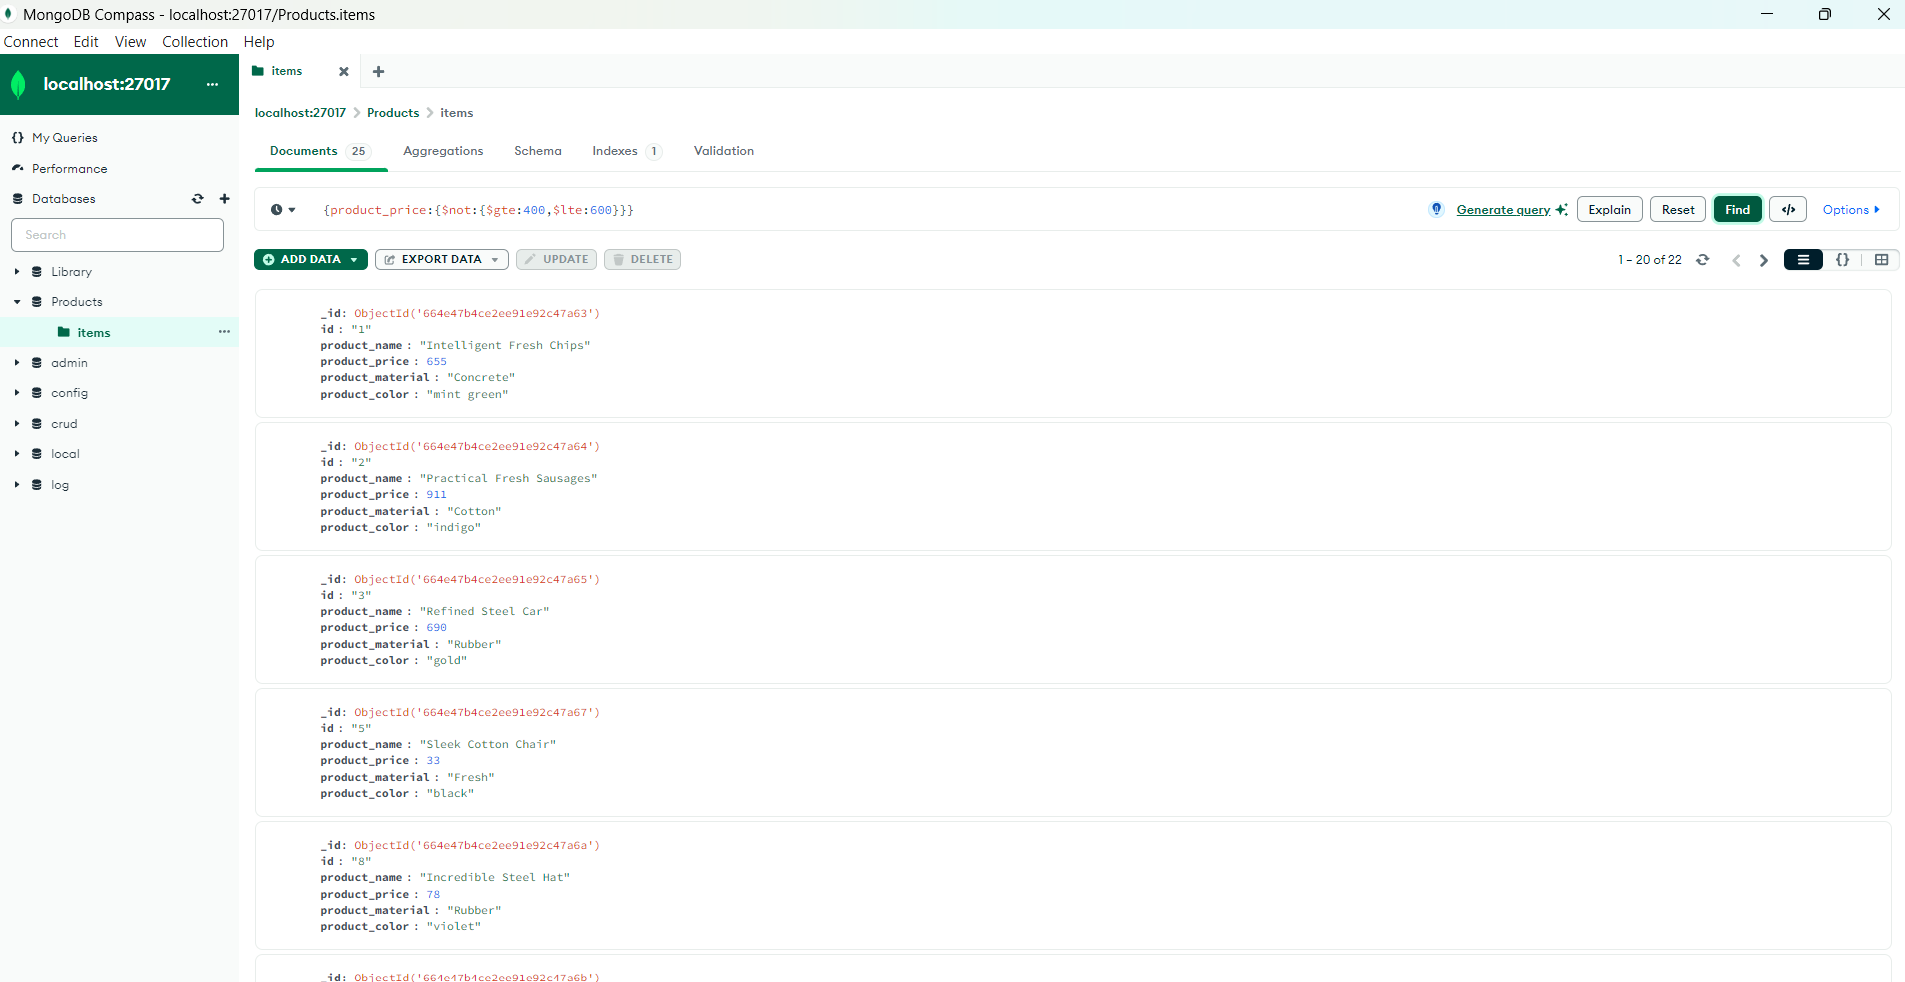 MongoDB Compass - localhost:27017/Products.items
Connect Edit View Collection Help
localhost:27017 ...
items
localhost:27017 > Products > items
{} My Queries
Performance
Databases
Search
Library
Products
items ...
admin
config
crud
local
log
Documents 25 Aggregations Schema Indexes 1 Validation
{product_price:{$not:{$gte:400,$lte:600}}}
Generate query Explain Reset Find </> Options
ADD DATA EXPORT DATA UPDATE DELETE 1 – 20 of 22 {}
_id: ObjectId('664e47b4ce2ee91e92c47a63')
id : "1"
product_name : "Intelligent Fresh Chips"
product_price : 655
product_material : "Concrete"
product_color : "mint green"
_id: ObjectId('664e47b4ce2ee91e92c47a64')
id : "2"
product_name : "Practical Fresh Sausages"
product_price : 911
product_material : "Cotton"
product_color : "indigo"
_id: ObjectId('664e47b4ce2ee91e92c47a65')
id : "3"
product_name : "Refined Steel Car"
product_price : 690
product_material : "Rubber"
product_color : "gold"
_id: ObjectId('664e47b4ce2ee91e92c47a67')
id : "5"
product_name : "Sleek Cotton Chair"
product_price : 33
product_material : "Fresh"
product_color : "black"
_id: ObjectId('664e47b4ce2ee91e92c47a6a')
id : "8"
product_name : "Incredible Steel Hat"
product_price : 78
product_material : "Rubber"
product_color : "violet"
_id: ObjectId('664e47b4ce2ee91e92c47a6b')